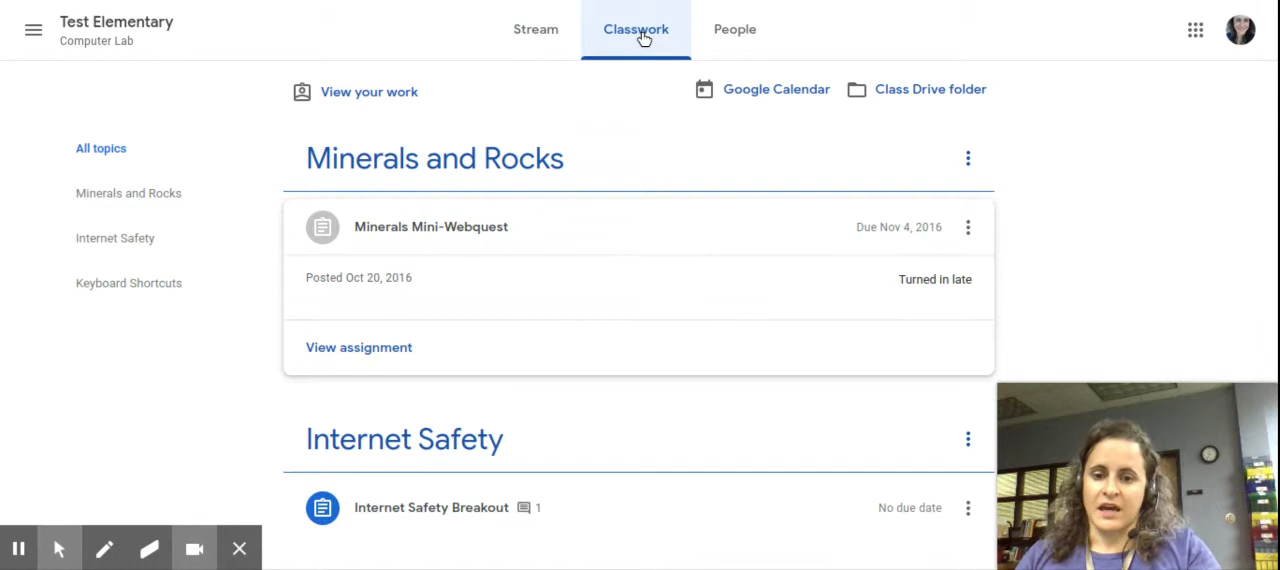 Test Elementary
Computer Lab
Stream
Classwork
People
View your work
Google Calendar
Class Drive folder
All topics
Minerals and Rocks
Internet Safety
Keyboard Shortcuts
Minerals and Rocks
Minerals Mini-Webquest
Due Nov 4, 2016
Posted Oct 20, 2016
Turned in late
View assignment
Internet Safety
Internet Safety Breakout 1
No due date